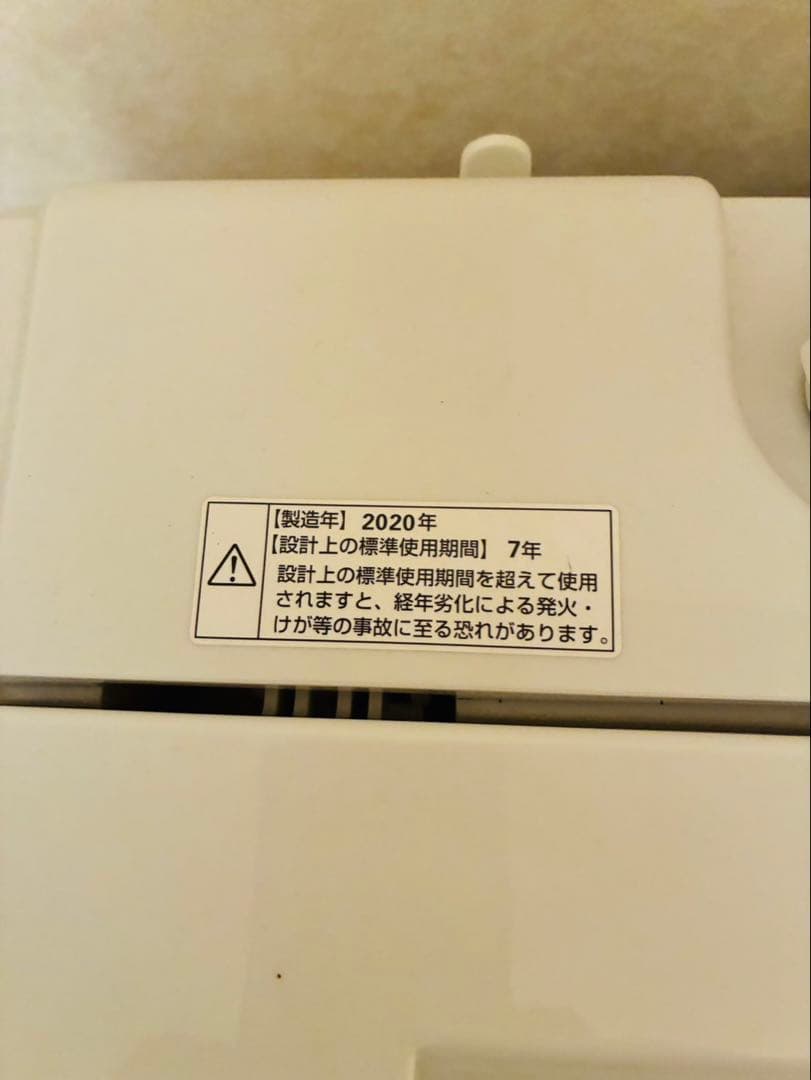 【製造年】 2020年
【設計上の標準使用期間】 7年
設計上の標準使用期間を超えて使用
されますと、経年劣化による発火・
けが等の事故に至る恐れがあります。